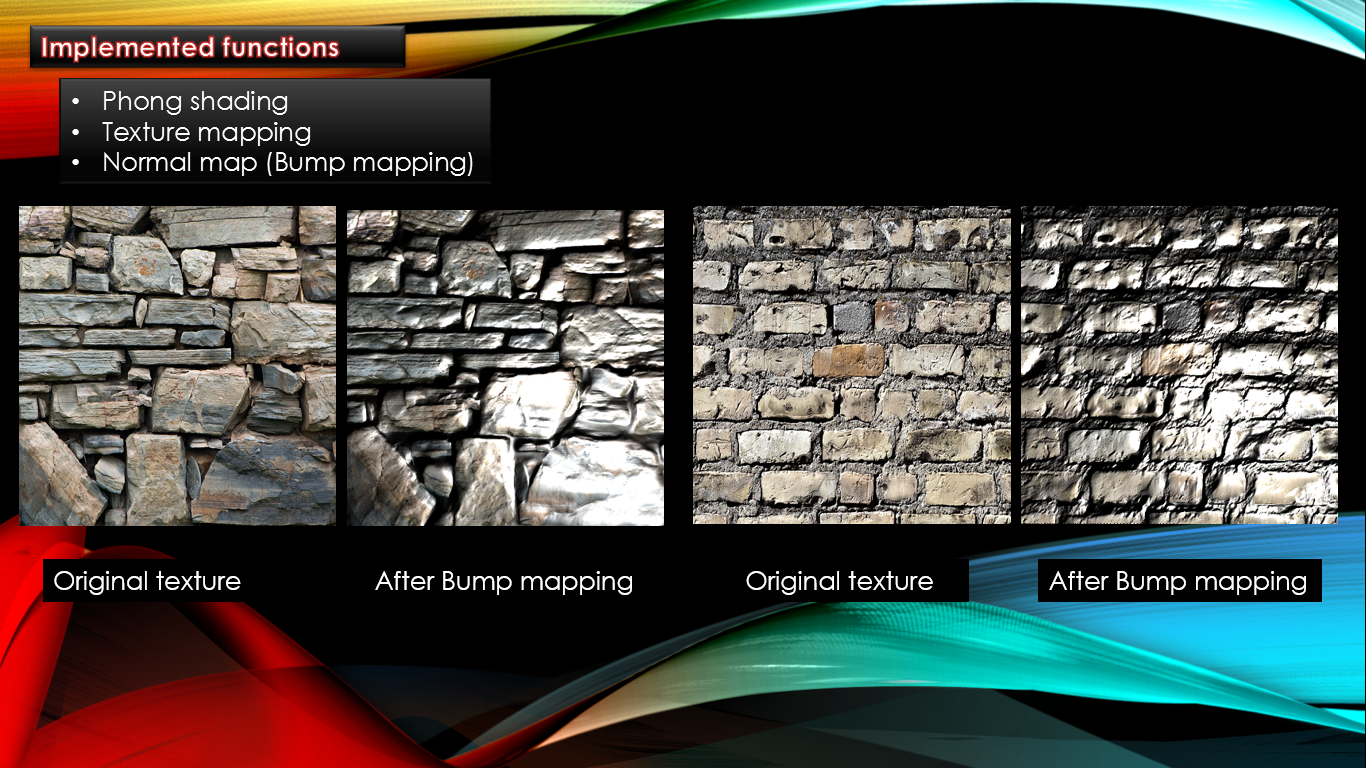 Implemented functions
• Phong shading
• Texture mapping
• Normal map (Bump mapping)
Original texture
After Bump mapping
Original texture
After Bump mapping